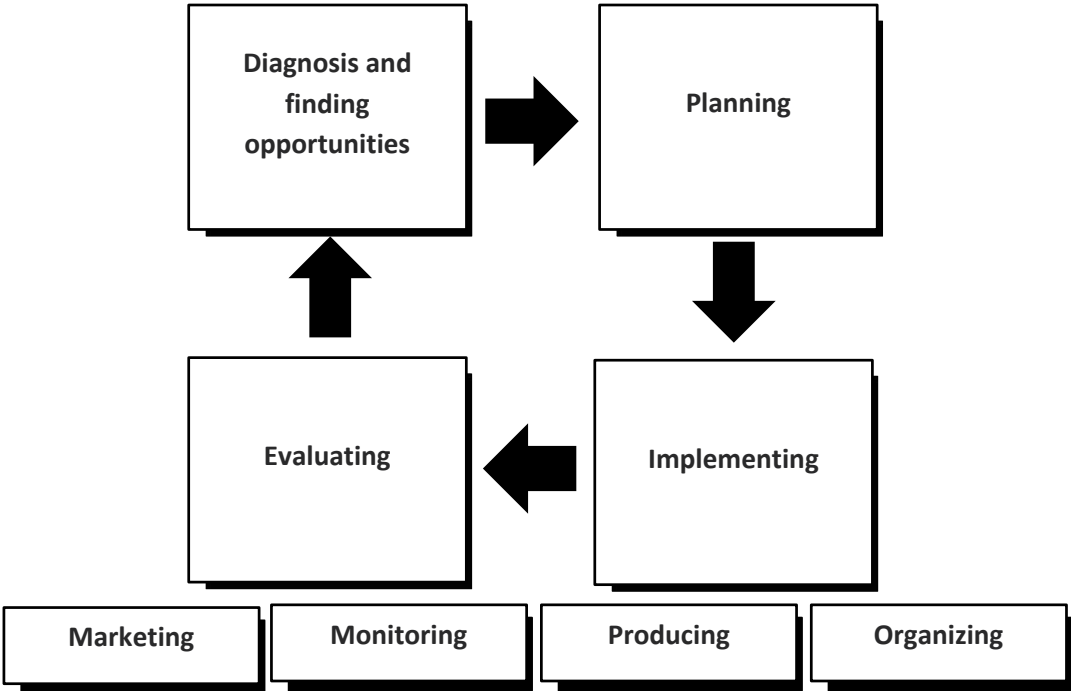 Diagnosis and
finding
opportunities
Planning
Evaluating
Implementing
Marketing
Monitoring
Producing
Organizing